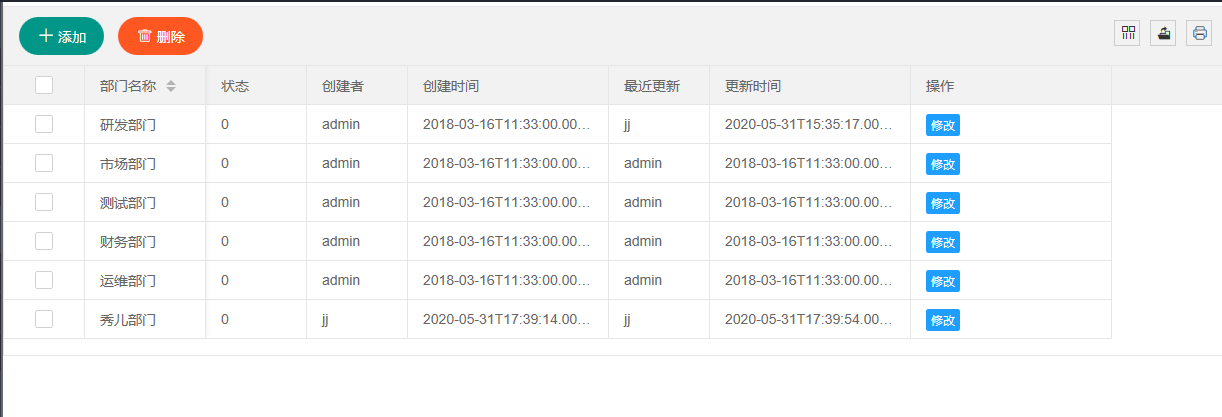 添加 删除
部门名称 状态 创建者 创建时间 最近更新 更新时间 操作
研发部门 0 admin 2018-03-16T11:33:00.00... jj 2020-05-31T15:35:17.00... 修改
市场部门 0 admin 2018-03-16T11:33:00.00... admin 2018-03-16T11:33:00.00... 修改
测试部门 0 admin 2018-03-16T11:33:00.00... admin 2018-03-16T11:33:00.00... 修改
财务部门 0 admin 2018-03-16T11:33:00.00... admin 2018-03-16T11:33:00.00... 修改
运维部门 0 admin 2018-03-16T11:33:00.00... admin 2018-03-16T11:33:00.00... 修改
秀儿部门 0 jj 2020-05-31T17:39:14.00... jj 2020-05-31T17:39:54.00... 修改